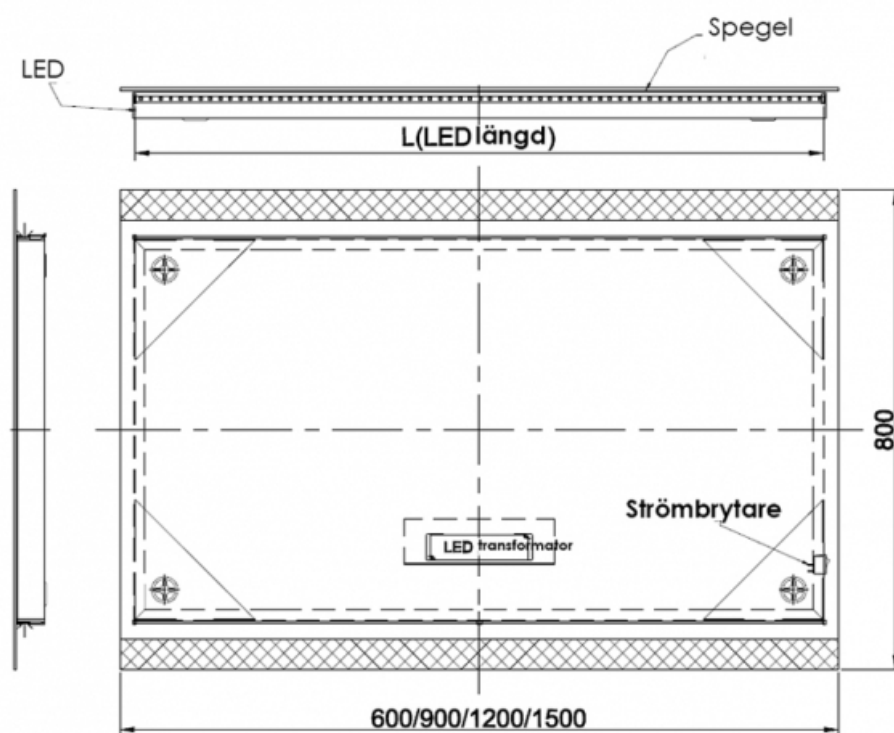 Spegel
LED
L(LED längd)
800
Strömbrytare
LED transformator
600/900/1200/1500